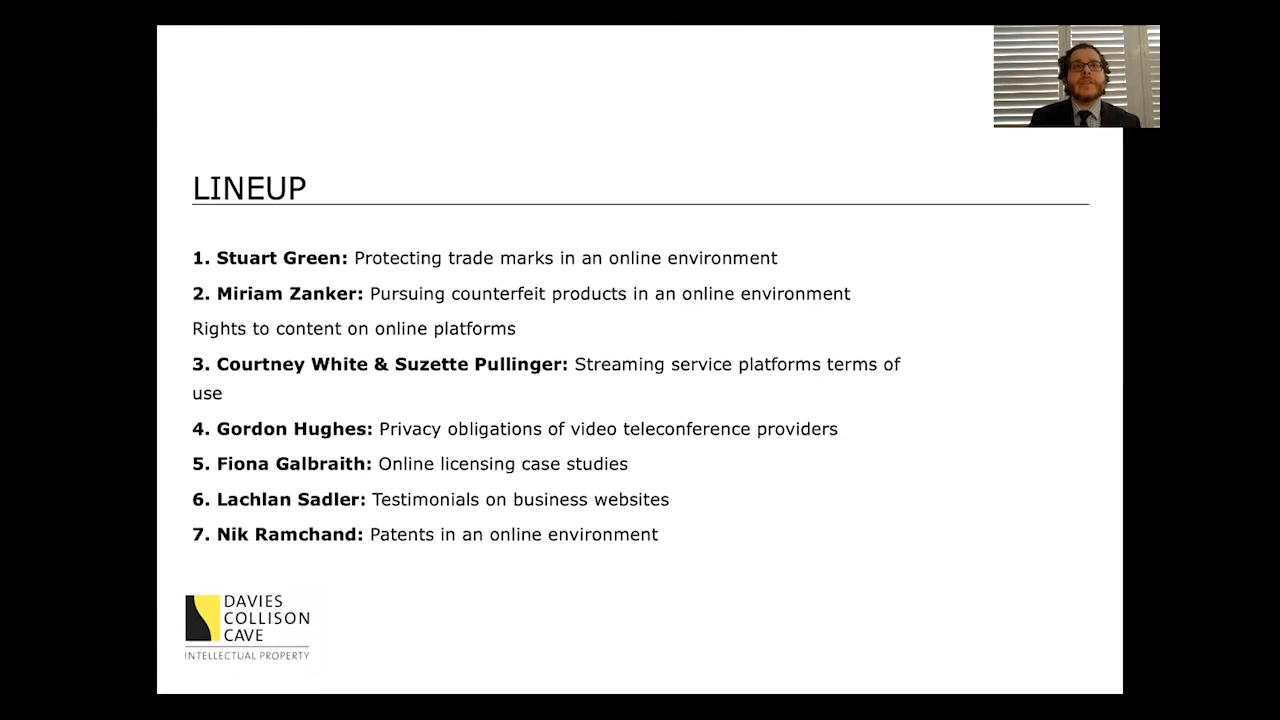 LINEUP
1. Stuart Green: Protecting trade marks in an online environment
2. Miriam Zanker: Pursuing counterfeit products in an online environment
Rights to content on online platforms
3. Courtney White & Suzette Pullinger: Streaming service platforms terms of
use
4. Gordon Hughes: Privacy obligations of video teleconference providers
5. Fiona Galbraith: Online licensing case studies
6. Lachlan Sadler: Testimonials on business websites
7. Nik Ramchand: Patents in an online environment
DAVIES
COLLISON
CAVE
INTELLECTUAL PROPERTY